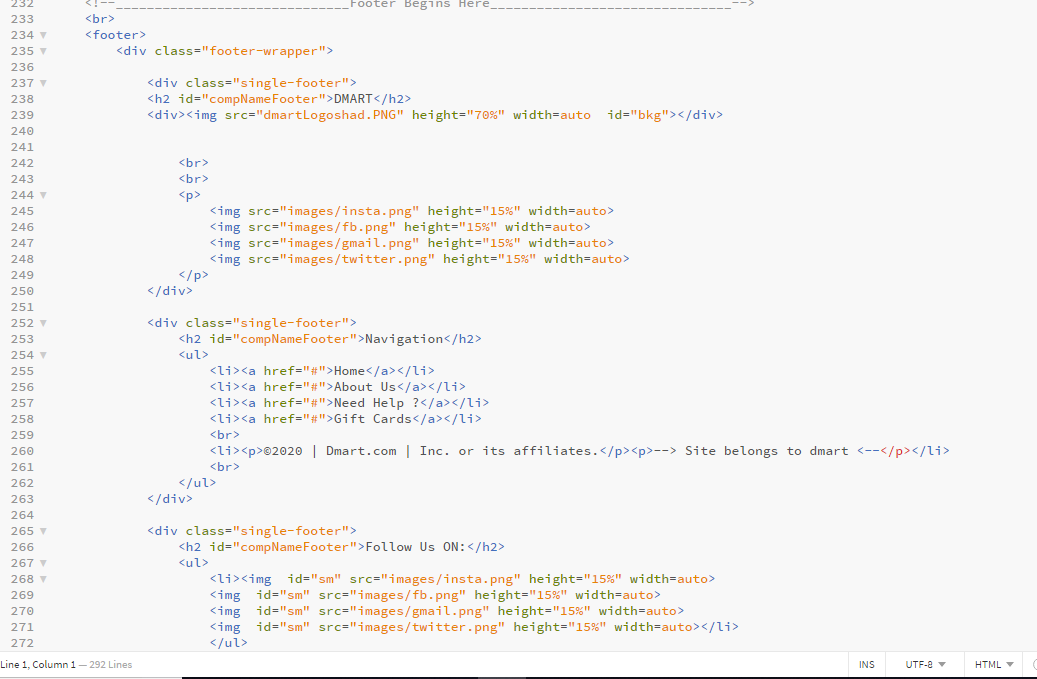 232 <!--______________________________Footer Begins Here_______________________________-->
233 <br>
234 <footer>
235 <div class="footer-wrapper">
236
237 <div class="single-footer">
238 <h2 id="compNameFooter">DMART</h2>
239 <div><img src="dmartLogoshad.PNG" height="70%" width=auto  id="bkg"></div>
240
241
242 <br>
243 <br>
244 <p>
245 <img src="images/insta.png" height="15%" width=auto>
246 <img src="images/fb.png" height="15%" width=auto>
247 <img src="images/gmail.png" height="15%" width=auto>
248 <img src="images/twitter.png" height="15%" width=auto>
249 </p>
250 </div>
251
252 <div class="single-footer">
253 <h2 id="compNameFooter">Navigation</h2>
254 <ul>
255 <li><a href="#">Home</a></li>
256 <li><a href="#">About Us</a></li>
257 <li><a href="#">Need Help ?</a></li>
258 <li><a href="#">Gift Cards</a></li>
259 <br>
260 <li><p>©2020 | Dmart.com | Inc. or its affiliates.</p><p>--> Site belongs to dmart <--</p></li>
261 <br>
262 </ul>
263 </div>
264
265 <div class="single-footer">
266 <h2 id="compNameFooter">Follow Us ON:</h2>
267 <ul>
268 <li><img  id="sm" src="images/insta.png" height="15%" width=auto>
269 <img  id="sm" src="images/fb.png" height="15%" width=auto>
270 <img  id="sm" src="images/gmail.png" height="15%" width=auto>
271 <img  id="sm" src="images/twitter.png" height="15%" width=auto></li>
272 </ul>
Line 1, Column 1 — 292 Lines
INS UTF-8 HTML